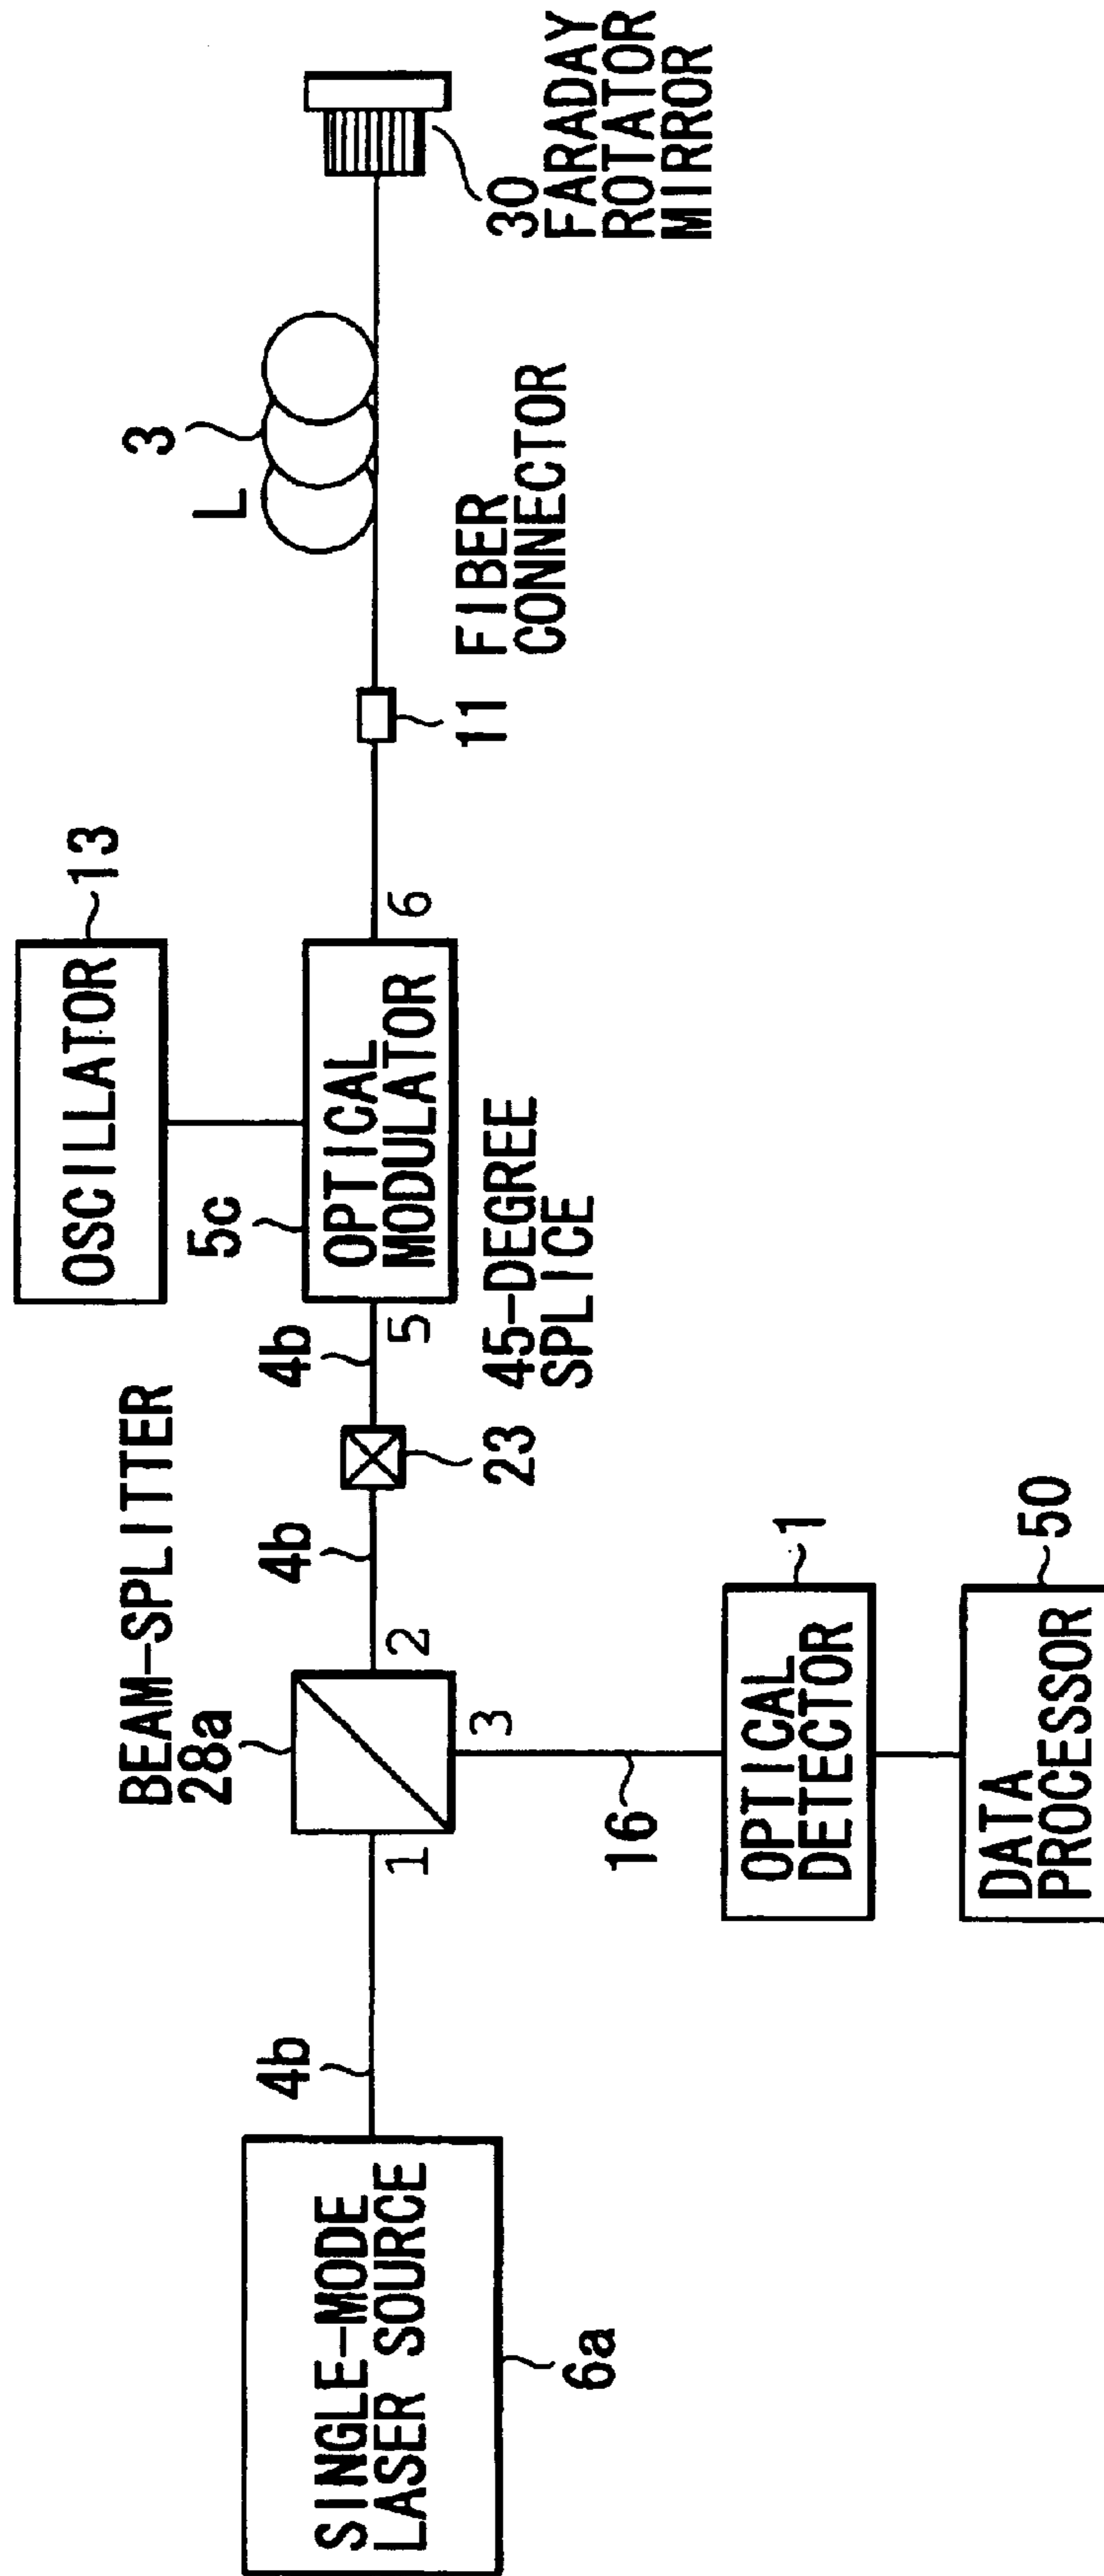 OSCILLATOR
13
5c
OPTICAL
MODULATOR
5
6
BEAM-SPLITTER
28a
4b
4b
4b
1
2
3
23
45-DEGREE
SPLICE
11
FIBER
CONNECTOR
L
3
30
FARADAY
ROTATOR
MIRROR
SINGLE-MODE
LASER SOURCE
6a
16
OPTICAL
DETECTOR
1
DATA
PROCESSOR
50